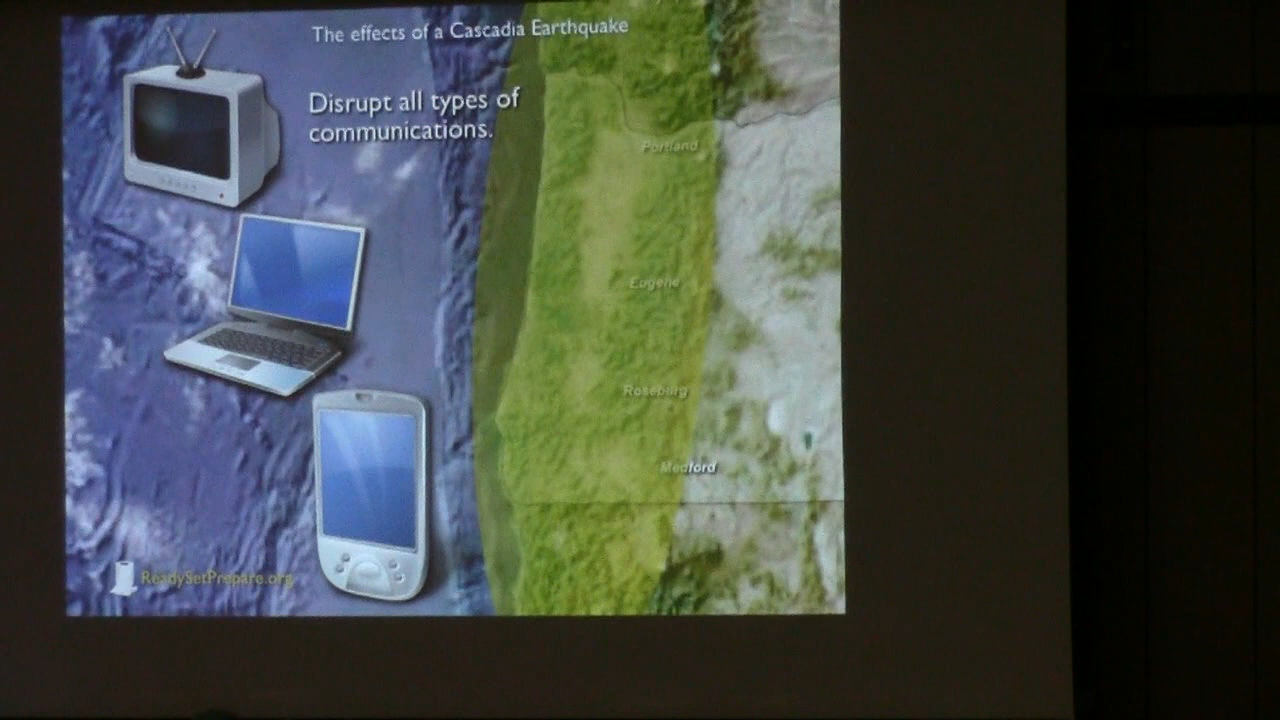 The effects of a Cascadia Earthquake
Disrupt all types of
communications.
Portland
Eugene
Roseburg
Medford
ReadySetPrepare.org